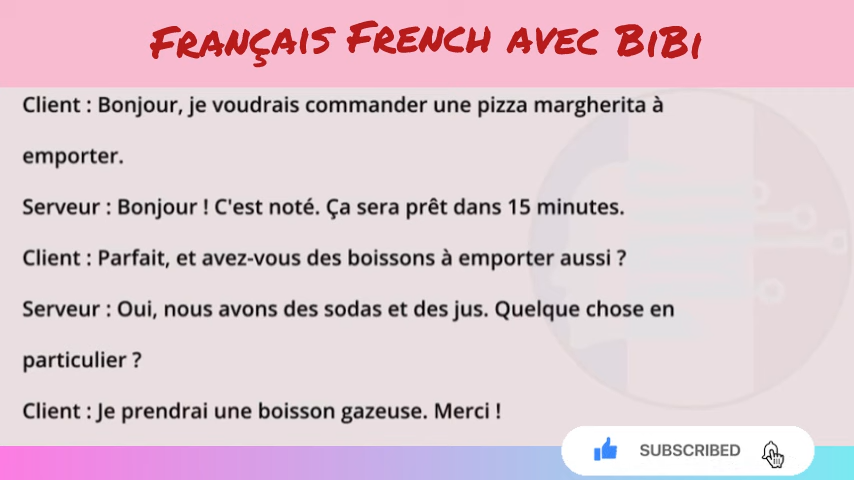 Français French avec BiBi
Client : Bonjour, je voudrais commander une pizza margherita à
emporter.
Serveur : Bonjour ! C'est noté. Ça sera prêt dans 15 minutes.
Client : Parfait, et avez-vous des boissons à emporter aussi ?
Serveur : Oui, nous avons des sodas et des jus. Quelque chose en
particulier ?
Client : Je prendrai une boisson gazeuse. Merci !
SUBSCRIBED